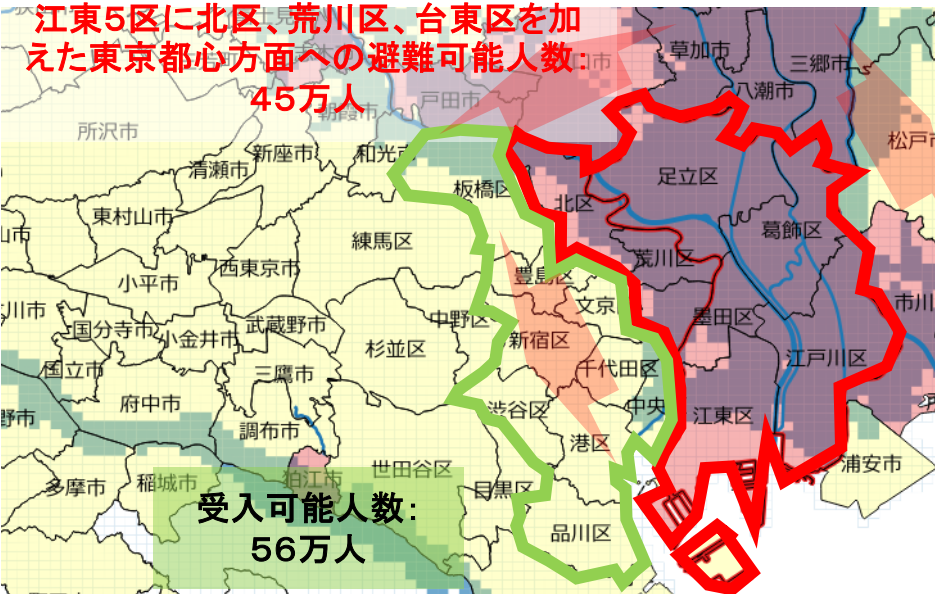 江東5区に北区、荒川区、台東区を加
えた東京都心方面への避難可能人数：
45万人
草加市
三郷市
八潮市
戸田市
朝霞市
所沢市
新座市
和光市
清瀬市
松戸市
足立区
板橋区
北区
東村山市
葛飾区
練馬区
荒川区
西東京市
豊島区
小平市
文京
市川
国分寺市
小金井市
武蔵野市
中野区
墨田区
杉並区
新宿区
江戸川区
国立市
三鷹市
千代田区
府中市
渋谷区
中央
江東区
調布市
港区
世田谷区
浦安市
多摩市
稲城市
狛江市
目黒区
受入可能人数：
56万人
品川区